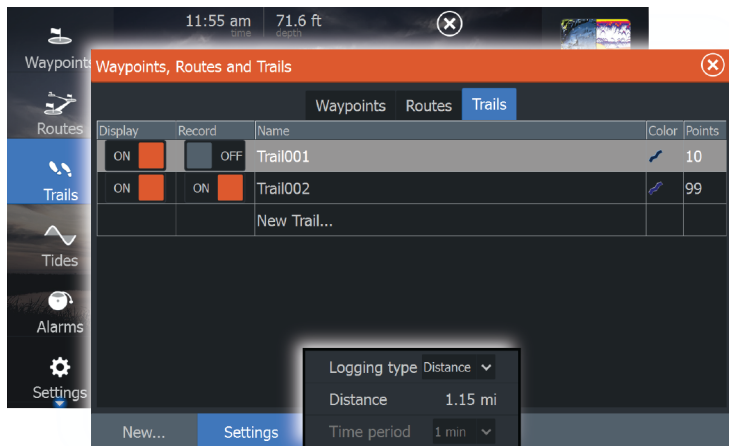 11:55 am 71.6 ft
time depth
Waypoints
Routes
Trails
Tides
Alarms
Settings
Waypoints, Routes and Trails
Waypoints Routes Trails
Display Record Name Color Points
ON OFF Trail001 10
ON ON Trail002 99
New Trail...
Logging type Distance
Distance 1.15 mi
Time period 1 min
New... Settings